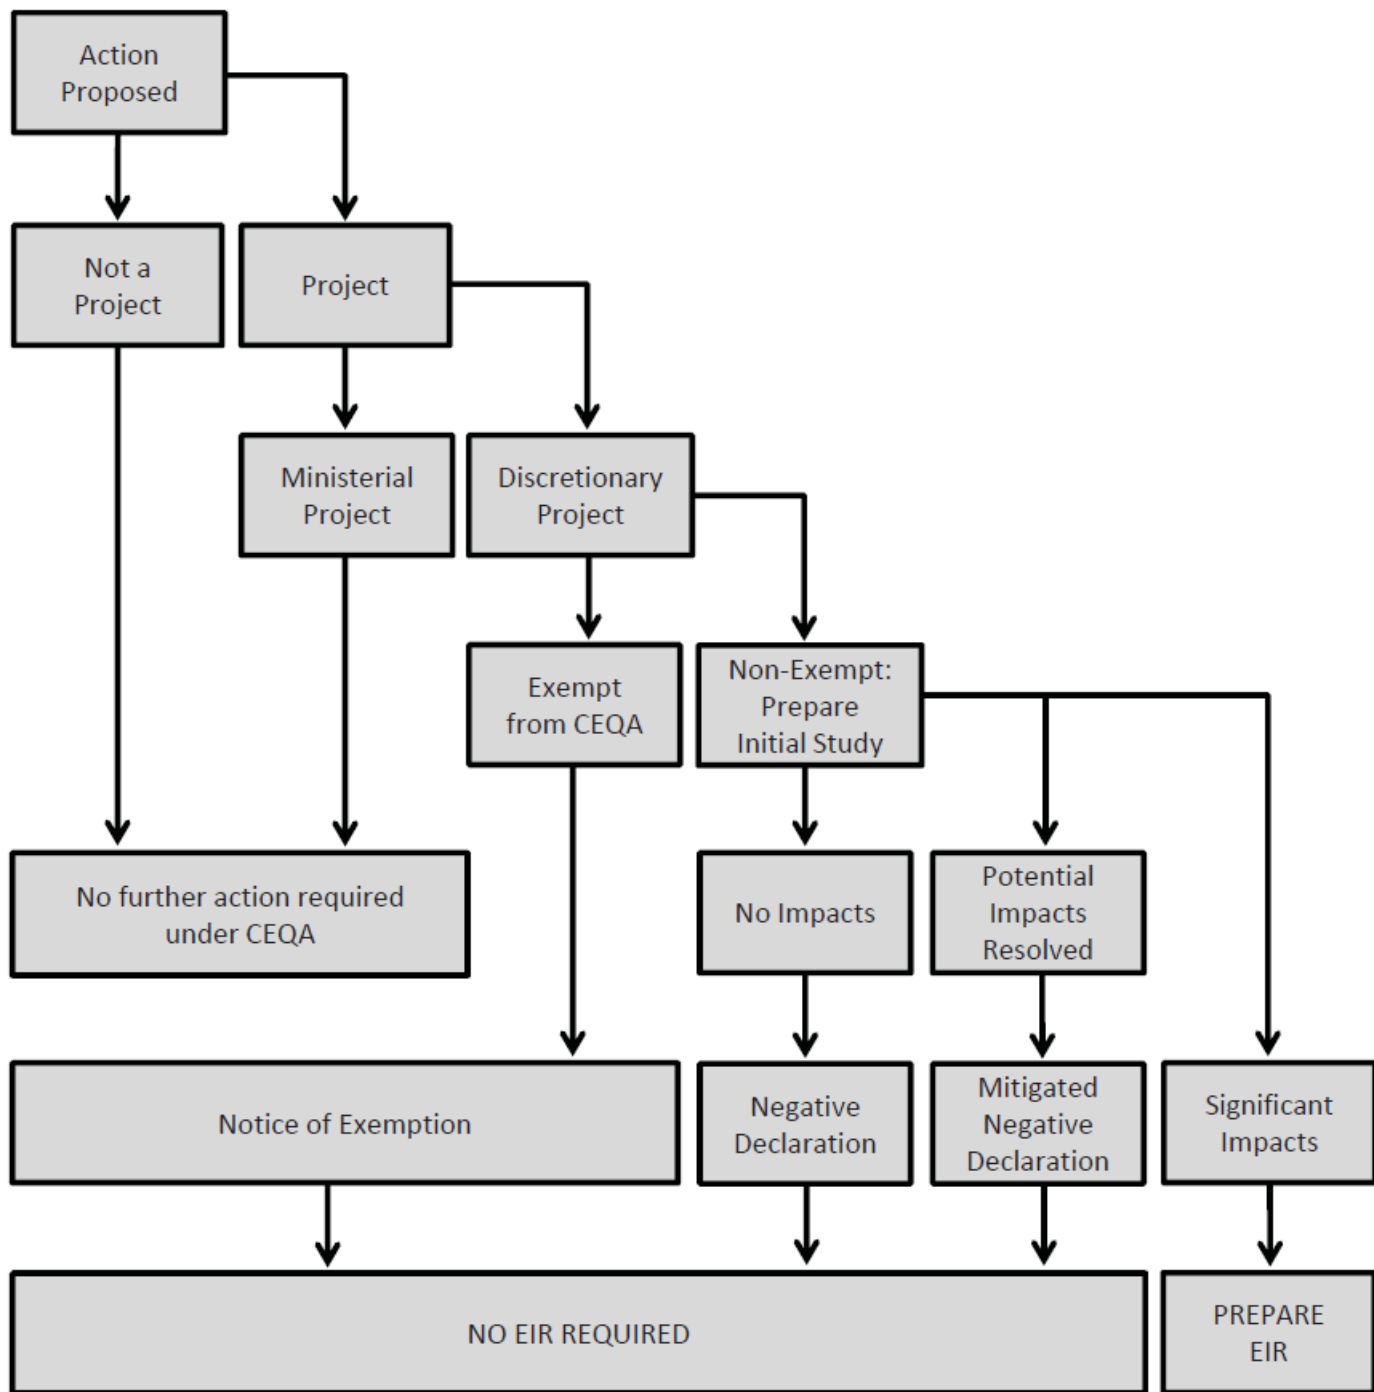 Action
Proposed
Not a
Project
Project
Ministerial
Project
Discretionary
Project
Exempt
from CEQA
Non-Exempt:
Prepare
Initial Study
No further action required
under CEQA
No Impacts
Potential
Impacts
Resolved
Notice of Exemption
Negative
Declaration
Mitigated
Negative
Declaration
Significant
Impacts
NO EIR REQUIRED
PREPARE
EIR